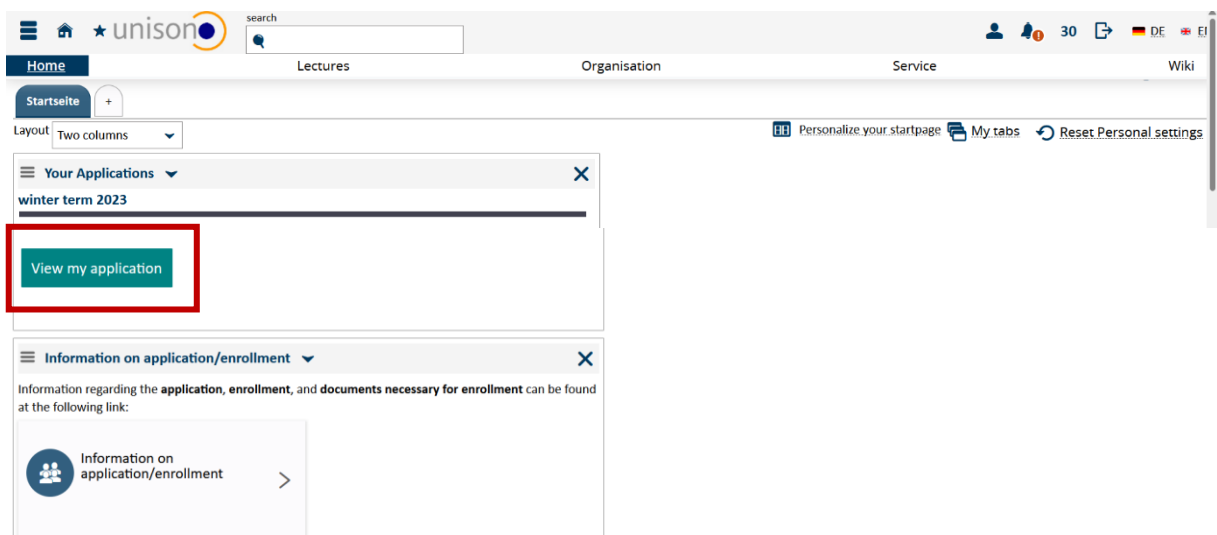 unisono
search
30
DE
Home
Lectures
Organisation
Service
Wiki
Startseite
+
Layout
Two columns
Personalize your startpage
My tabs
Reset Personal settings
Your Applications
winter term 2023
View my application
Information on application/enrollment
Information regarding the application, enrollment, and documents necessary for enrollment can be found
at the following link:
Information on
application/enrollment